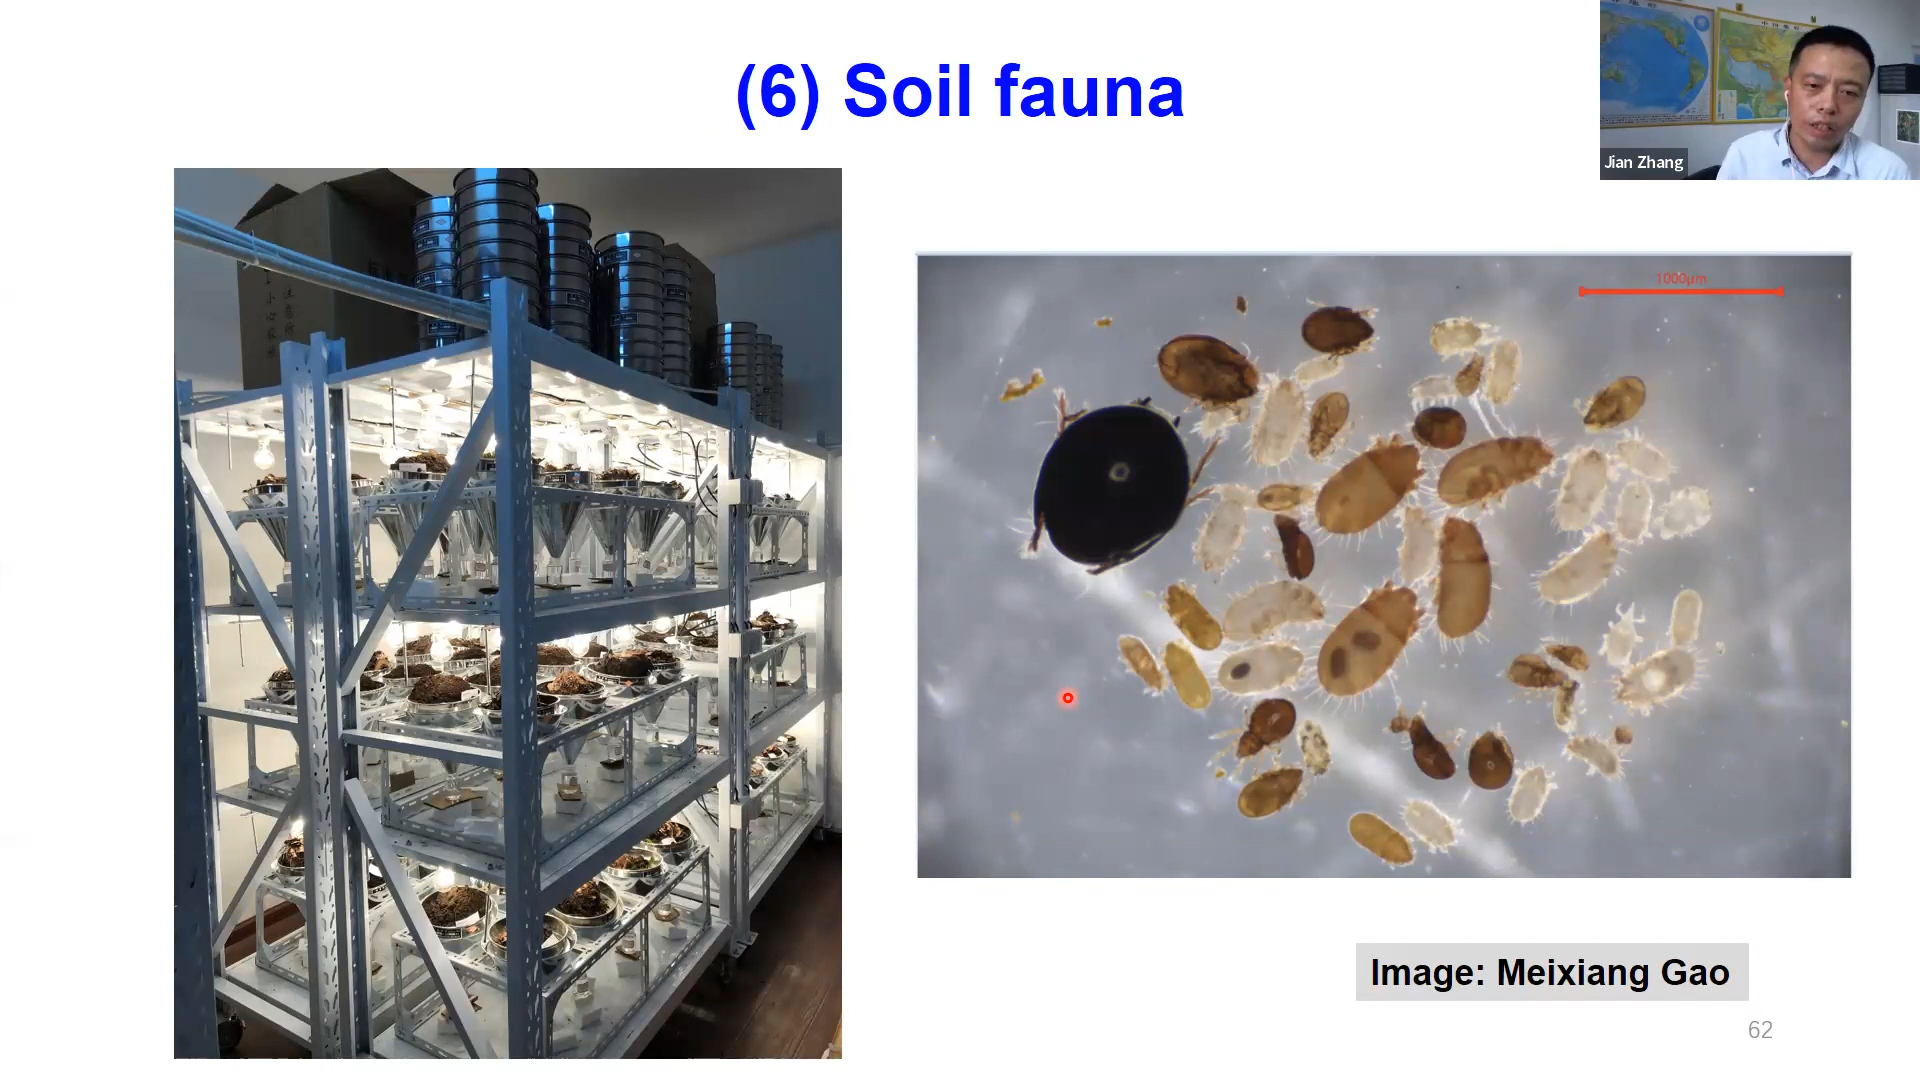 (6) Soil fauna
Jian Zhang
1000μm
Image: Meixiang Gao
62